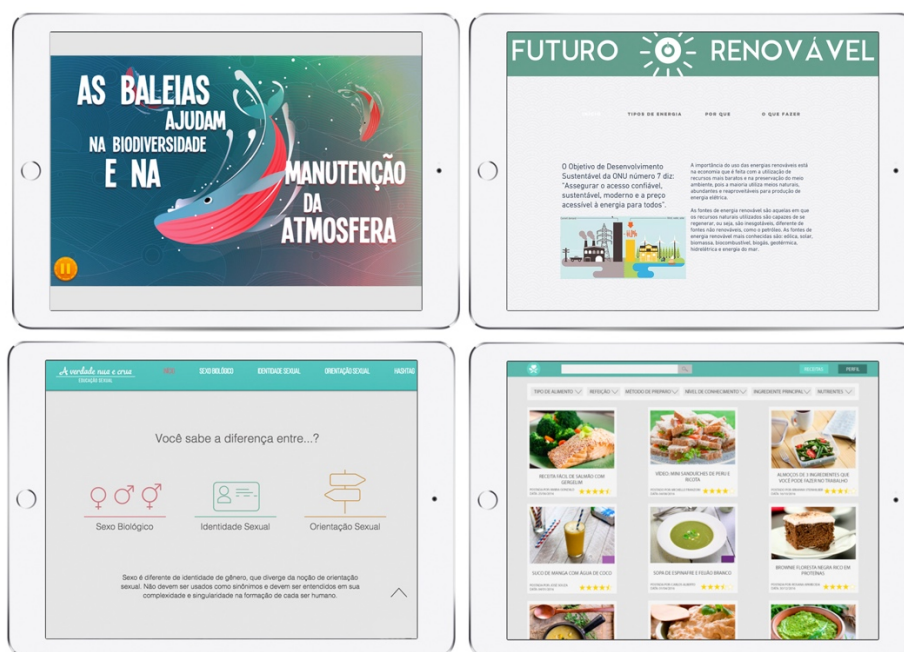 AS BALEIAS
AJUDAM
NA BIODIVERSIDADE
E NA
MANUTENÇÃO
DA
ATMOSFERA
FUTURO RENOVÁVEL
TIPOS DE ENERGIA POR QUE O QUE FAZER
O Objetivo de Desenvolvimento
Sustentável da ONU número 7 diz:
"Assegurar o acesso confiável,
sustentável, moderno e a preço
acessível à energia para todos".
A importância do uso das energias renováveis está
na economia que é feita com a utilização de
recursos mais baratos e na preservação do meio
ambiente, pois a maioria utiliza meios naturais,
abundantes e reaproveitáveis para produção de
energia elétrica.
As fontes de energia renovável são aquelas em que
os recursos naturais utilizados são capazes de se
regenerar, ou seja, são inesgotáveis, diferente de
fontes não renováveis, como o petróleo. As fontes de
energia renovável mais conhecidas são: eólica, solar,
biomassa, biocombustível, biogás, geotérmica,
hidrelétrica e energia do mar.
A verdade nua e crua
EDUCAÇÃO SEXUAL
SEXO BIOLÓGICO IDENTIDADE SEXUAL ORIENTAÇÃO SEXUAL HASHTAG
Você sabe a diferença entre...?
Sexo Biológico Identidade Sexual Orientação Sexual
Sexo é diferente de identidade de gênero, que diverge da noção de orientação
sexual. Não devem ser usados como sinônimos e devem ser entendidos em sua
complexidade e singularidade na formação de cada ser humano.
RECEITAS PERFIL
TIPO DE ALIMENTO REFEIÇÃO MÉTODO DE PREPARO NÍVEL DE CONHECIMENTO INGREDIENTE PRINCIPAL NUTRIENTES
RECEITA FÁCIL DE SALMÃO COM
GERGELIM
VÍDEO: MINI SANDUÍCHES DE PERU E
RICOTA
ALMOÇOS DE 3 INGREDIENTES QUE
VOCÊ PODE FAZER NO TRABALHO
SUCO DE MANGA COM ÁGUA DE COCO
SOPA DE ESPINAFRE E FEIJÃO BRANCO
BROWNIE FLORESTA NEGRA RICO EM
PROTEÍNAS